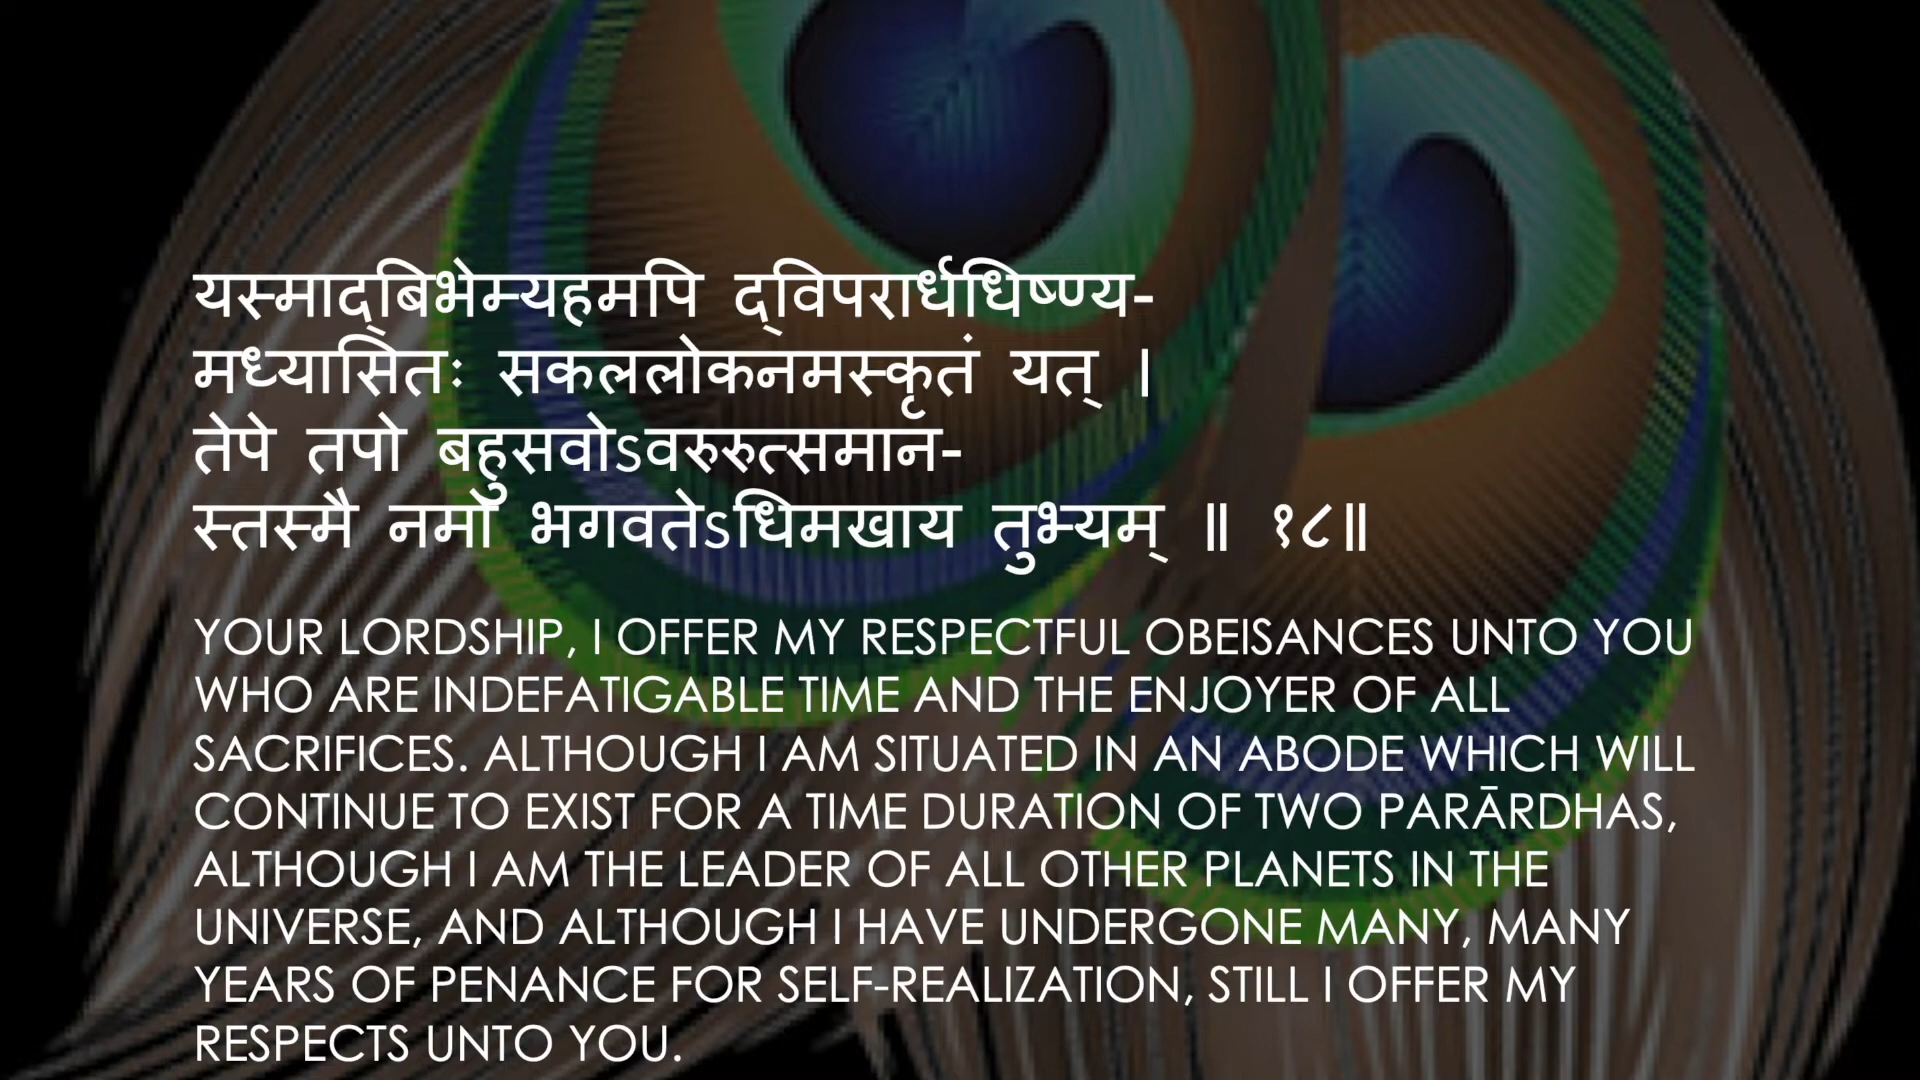 यस्माद्‌बिभेम्यहमपि द्‌विपरार्धधिष्ण्य-
मध्यासितः सकललोकनमस्कृतं यत् ।
तेपे तपो बहुसवोऽवरुरुत्समान-
स्तस्मै नमो भगवतेऽधिमखाय तुभ्यम् ॥ १८॥
YOUR LORDSHIP, I OFFER MY RESPECTFUL OBEISANCES UNTO YOU
WHO ARE INDEFATIGABLE TIME AND THE ENJOYER OF ALL
SACRIFICES. ALTHOUGH I AM SITUATED IN AN ABODE WHICH WILL
CONTINUE TO EXIST FOR A TIME DURATION OF TWO PARĀRDHAS,
ALTHOUGH I AM THE LEADER OF ALL OTHER PLANETS IN THE
UNIVERSE, AND ALTHOUGH I HAVE UNDERGONE MANY, MANY
YEARS OF PENANCE FOR SELF-REALIZATION, STILL I OFFER MY
RESPECTS UNTO YOU.